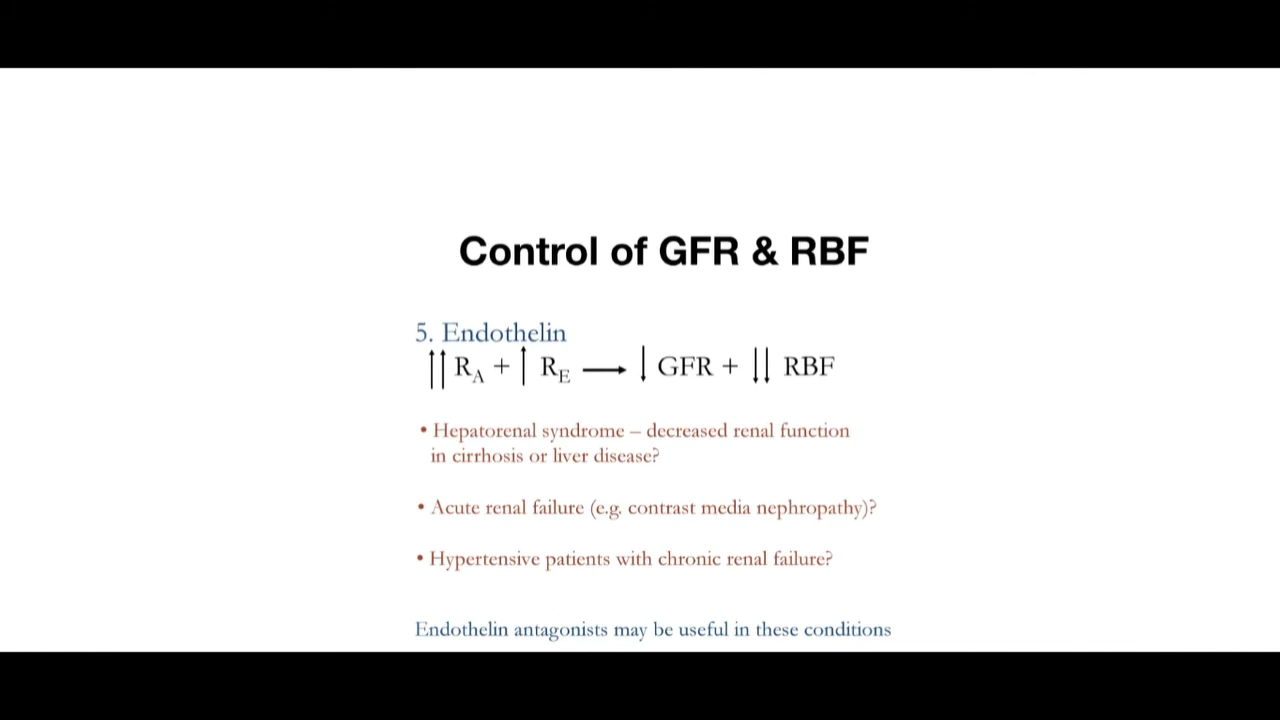 Control of GFR & RBF
5. Endothelin
↑↑ R_A + ↑ R_E ⟶ ↓ GFR + ↓↓ RBF
• Hepatorenal syndrome – decreased renal function
in cirrhosis or liver disease?
• Acute renal failure (e.g. contrast media nephropathy)?
• Hypertensive patients with chronic renal failure?
Endothelin antagonists may be useful in these conditions